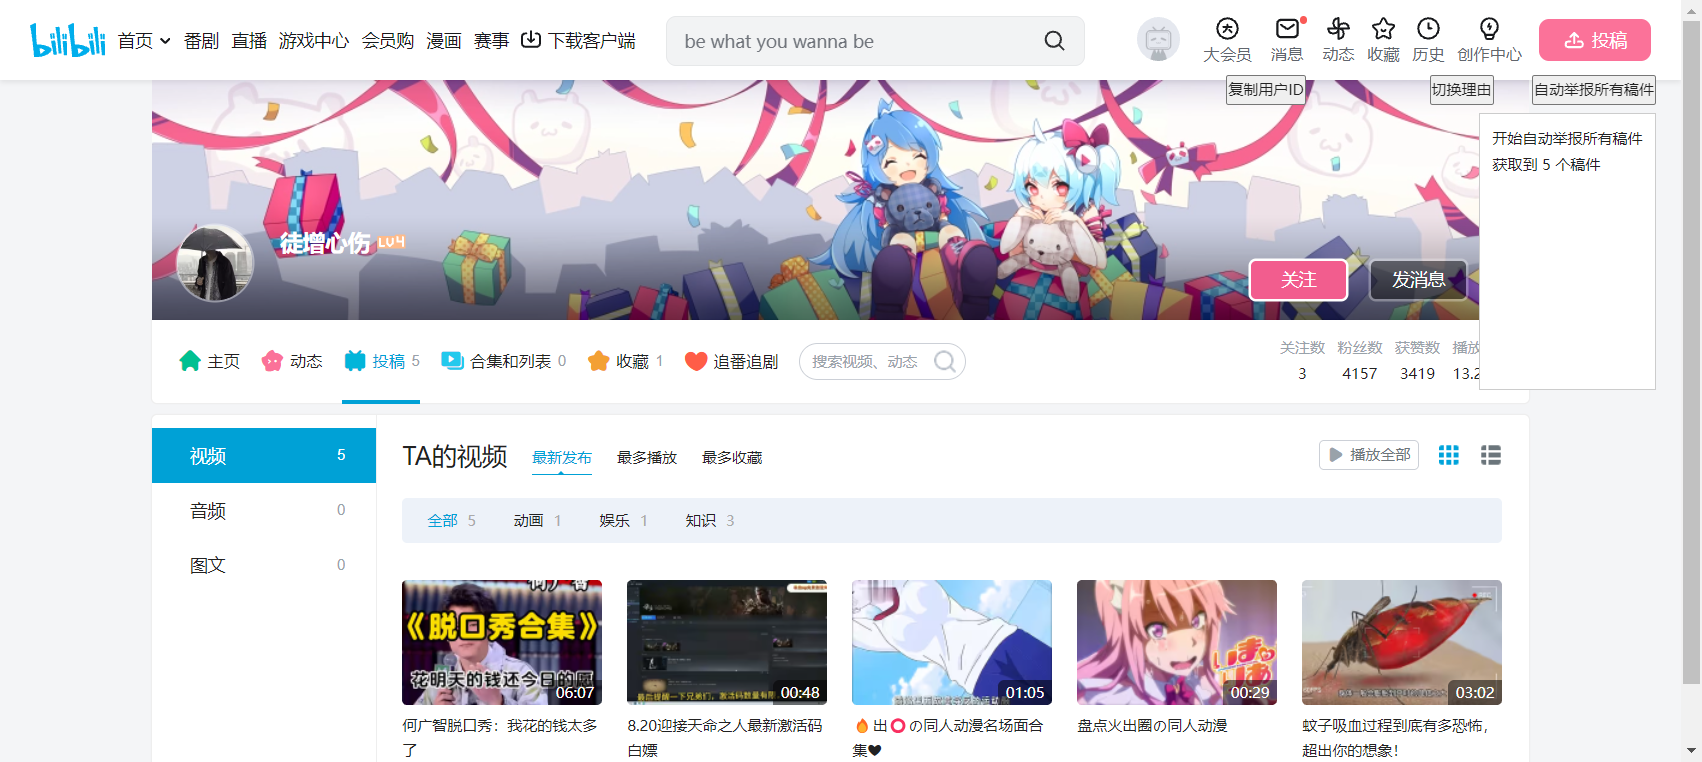 bilibili
首页
番剧
直播
游戏中心
会员购
漫画
赛事
下载客户端
be what you wanna be
大会员
消息
动态
收藏
历史
创作中心
投稿
复制用户ID
切换理由
自动举报所有稿件
开始自动举报所有稿件
获取到 5 个稿件
徒增心伤 LV4
关注
发消息
主页
动态
投稿 5
合集和列表 0
收藏 1
追番追剧
搜索视频、动态
关注数 粉丝数 获赞数 播放
3 4157 3419 13.2
视频 5
音频 0
图文 0
TA的视频
最新发布
最多播放
最多收藏
播放全部
全部 5
动画 1
娱乐 1
知识 3
何广智
《脱口秀合集》
花明天的钱还今日的愿
06:07
00:48
01:05
00:29
03:02
何广智脱口秀：我花的钱太多
了
8.20迎接天命之人最新激活码
白嫖
🔥出⭕の同人动漫名场面合
集🖤
盘点火出圈の同人动漫
蚊子吸血过程到底有多恐怖，
超出你的想象！